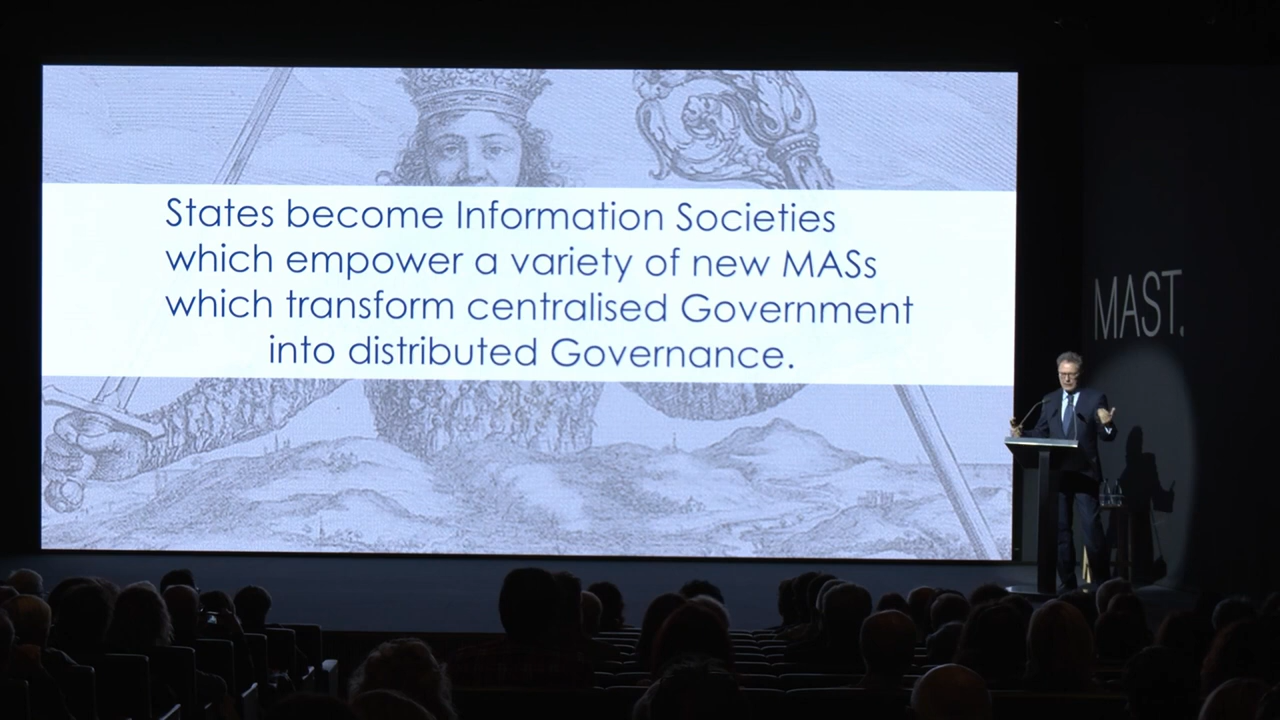 States become Information Societies
which empower a variety of new MASs
which transform centralised Government
into distributed Governance.
MAST.